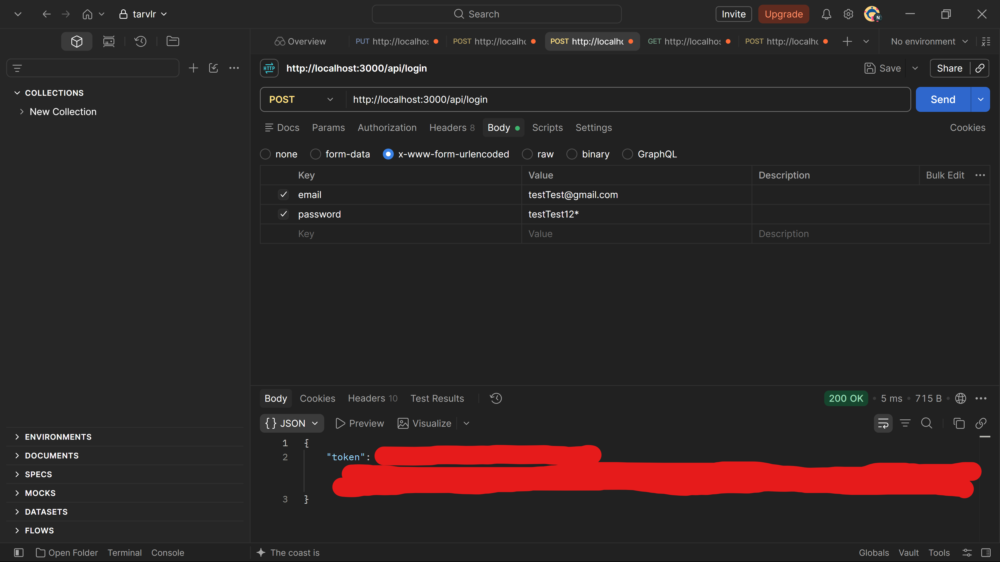 tarvlr Search Invite Upgrade
Overview PUT http://localhos POST http://localhc POST http://localhc GET http://localhos POST http://localhc No environment
HTTP http://localhost:3000/api/login Save Share
COLLECTIONS
New Collection
POST http://localhost:3000/api/login Send
Docs Params Authorization Headers 8 Body Scripts Settings Cookies
none form-data x-www-form-urlencoded raw binary GraphQL
Key Value Description Bulk Edit
email testTest@gmail.com
password testTest12*
Key Value Description
Body Cookies Headers 10 Test Results 200 OK 5 ms 715 B
{ } JSON Preview Visualize
1 {
2 "token":
3 }
ENVIRONMENTS
DOCUMENTS
SPECS
MOCKS
DATASETS
FLOWS
Open Folder Terminal Console The coast is Globals Vault Tools